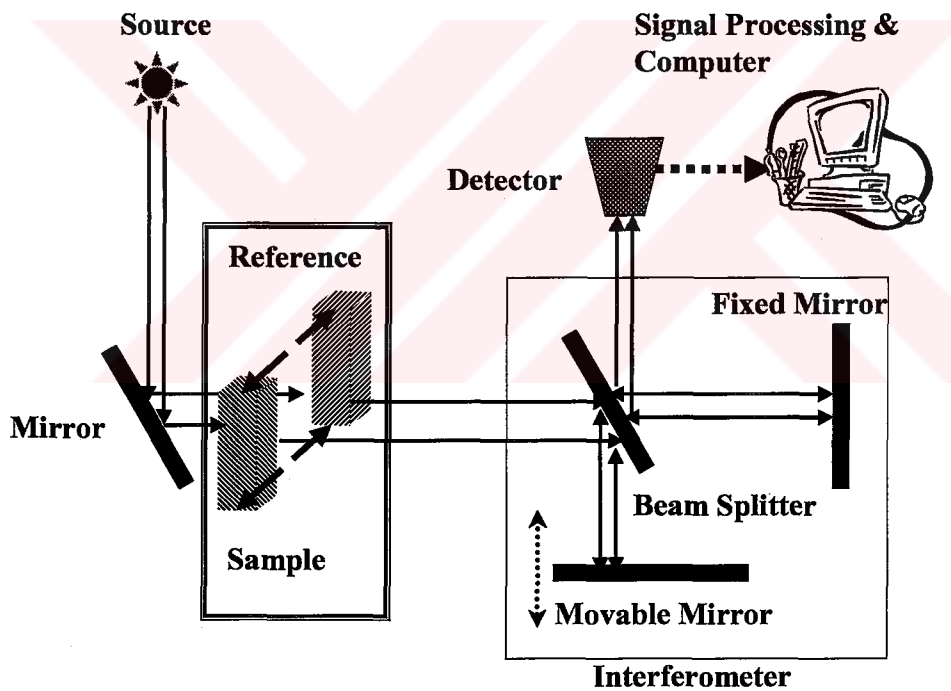 Source
Signal Processing &
Computer
Detector
Reference
Fixed Mirror
Mirror
Beam Splitter
Sample
Movable Mirror
Interferometer